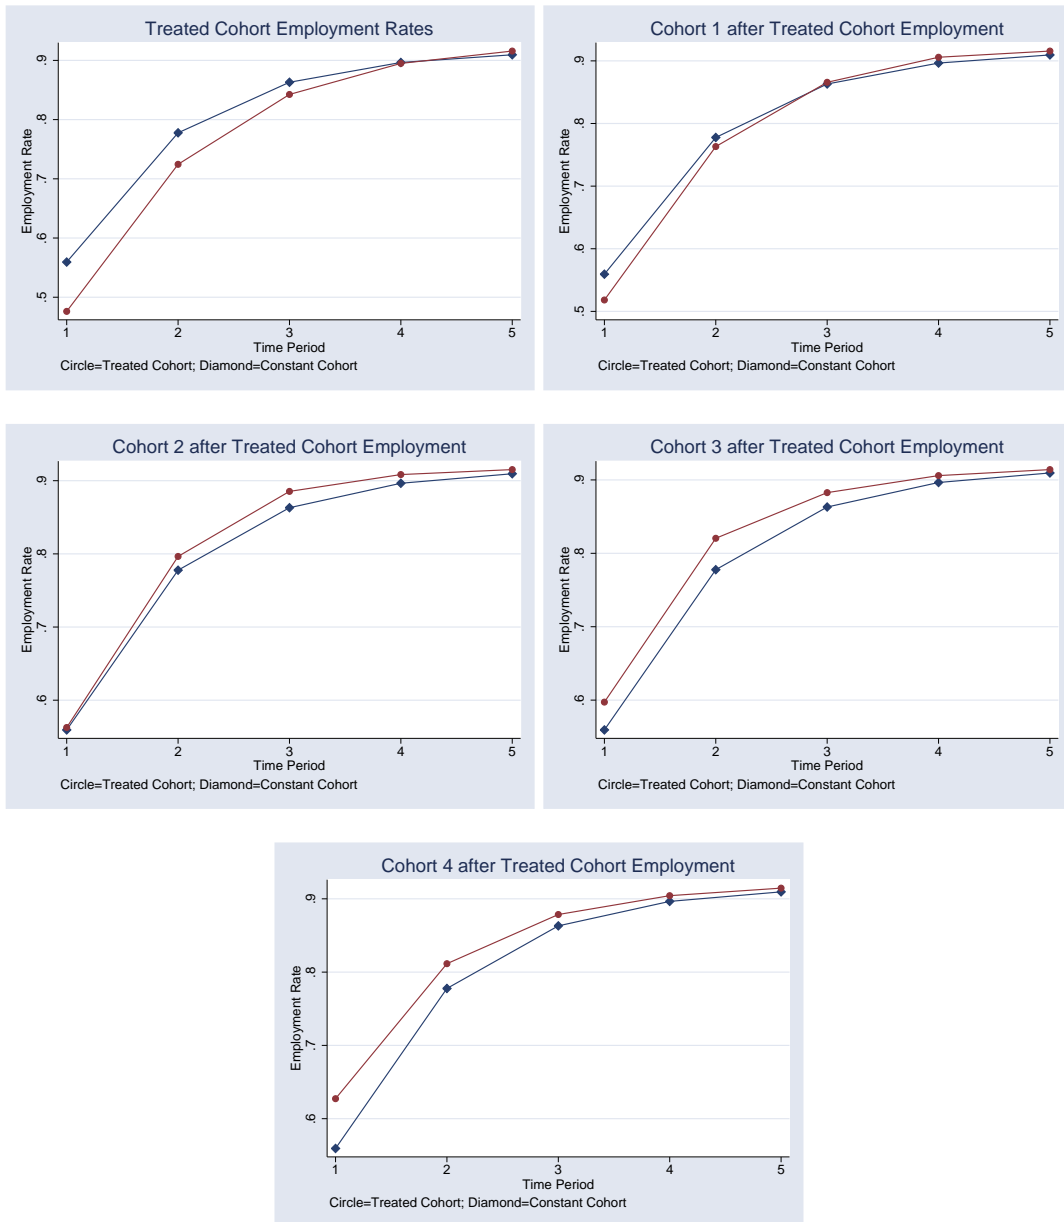 Treated Cohort Employment Rates
Employment Rate
.9
.8
.7
.6
.5
1 2 3 4 5
Time Period
Circle=Treated Cohort; Diamond=Constant Cohort
Cohort 1 after Treated Cohort Employment
Employment Rate
.9
.8
.7
.6
.5
1 2 3 4 5
Time Period
Circle=Treated Cohort; Diamond=Constant Cohort
Cohort 2 after Treated Cohort Employment
Employment Rate
.9
.8
.7
.6
1 2 3 4 5
Time Period
Circle=Treated Cohort; Diamond=Constant Cohort
Cohort 3 after Treated Cohort Employment
Employment Rate
.9
.8
.7
.6
1 2 3 4 5
Time Period
Circle=Treated Cohort; Diamond=Constant Cohort
Cohort 4 after Treated Cohort Employment
Employment Rate
.9
.8
.7
.6
1 2 3 4 5
Time Period
Circle=Treated Cohort; Diamond=Constant Cohort